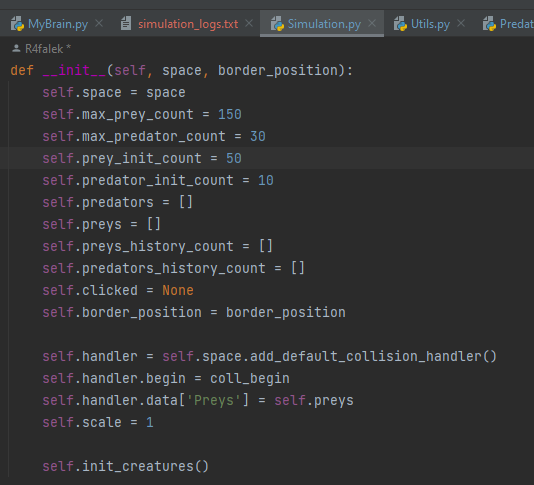 MyBrain.py simulation_logs.txt Simulation.py Utils.py Predat
R4falek *
def __init__(self, space, border_position):
self.space = space
self.max_prey_count = 150
self.max_predator_count = 30
self.prey_init_count = 50
self.predator_init_count = 10
self.predators = []
self.preys = []
self.preys_history_count = []
self.predators_history_count = []
self.clicked = None
self.border_position = border_position
self.handler = self.space.add_default_collision_handler()
self.handler.begin = coll_begin
self.handler.data['Preys'] = self.preys
self.scale = 1
self.init_creatures()